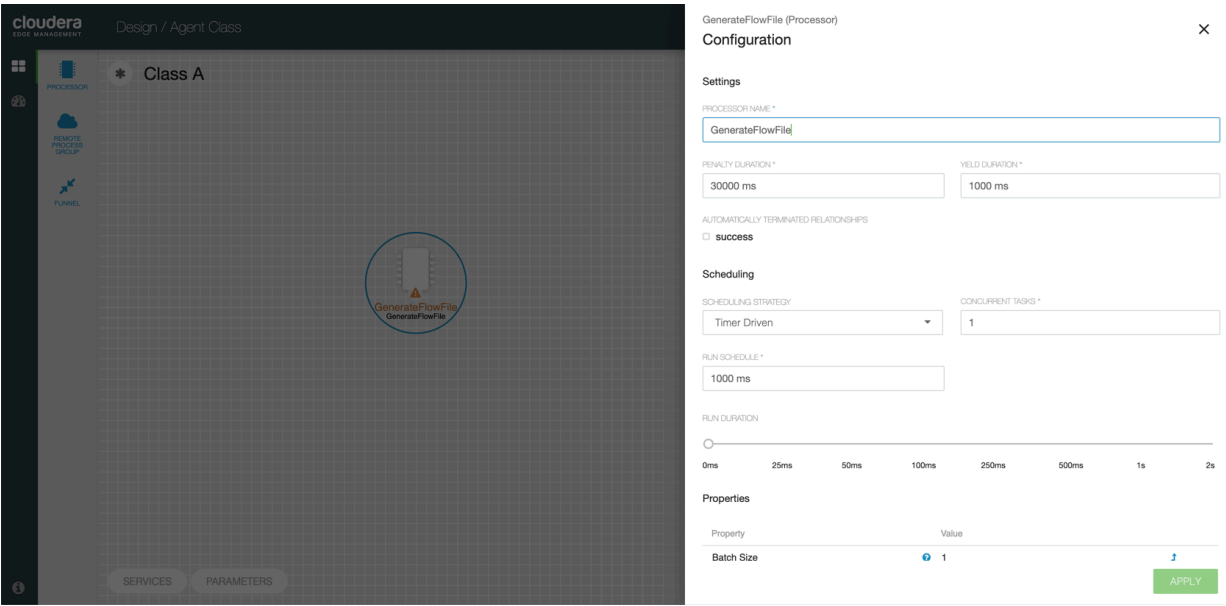 cloudera
EDGE MANAGEMENT
Design / Agent Class
PROCESSOR
REMOTE
PROCESS
GROUP
FUNNEL
Class A
GenerateFlowFile
GenerateFlowFile
SERVICES
PARAMETERS
GenerateFlowFile (Processor)
Configuration
Settings
PROCESSOR NAME *
GenerateFlowFile
PENALTY DURATION * YIELD DURATION *
30000 ms 1000 ms
AUTOMATICALLY TERMINATED RELATIONSHIPS
success
Scheduling
SCHEDULING STRATEGY CONCURRENT TASKS *
Timer Driven 1
RUN SCHEDULE *
1000 ms
RUN DURATION
0ms 25ms 50ms 100ms 250ms 500ms 1s 2s
Properties
Property Value
Batch Size 1
APPLY